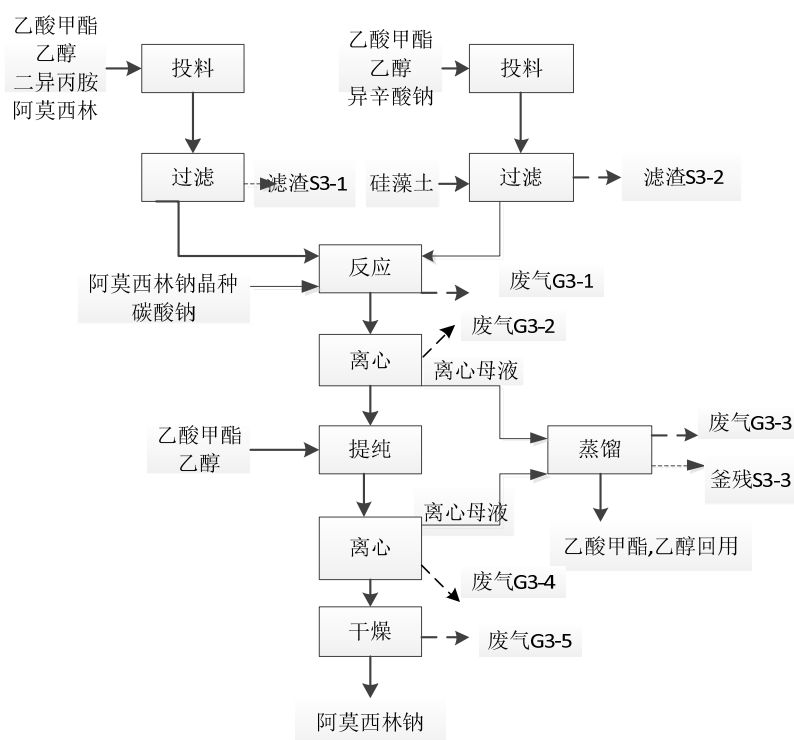 乙酸甲酯
乙醇
二异丙胺
阿莫西林
投料
乙酸甲酯
乙醇
异辛酸钠
投料
过滤
滤渣S3-1
硅藻土
过滤
滤渣S3-2
反应
阿莫西林钠晶种
碳酸钠
废气G3-1
废气G3-2
离心
离心母液
乙酸甲酯
乙醇
提纯
蒸馏
废气G3-3
釜残S3-3
离心母液
离心
乙酸甲酯,乙醇回用
废气G3-4
干燥
废气G3-5
阿莫西林钠